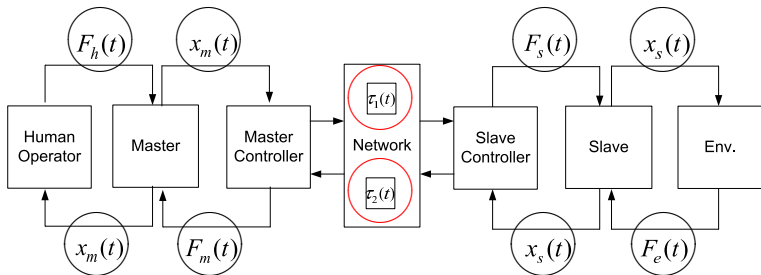 F_h(t)
x_m(t)
F_s(t)
x_s(t)
τ_1(t)
Human
Operator
Master
Master
Controller
Network
Slave
Controller
Slave
Env.
τ_2(t)
x_m(t)
F_m(t)
x_s(t)
F_e(t)